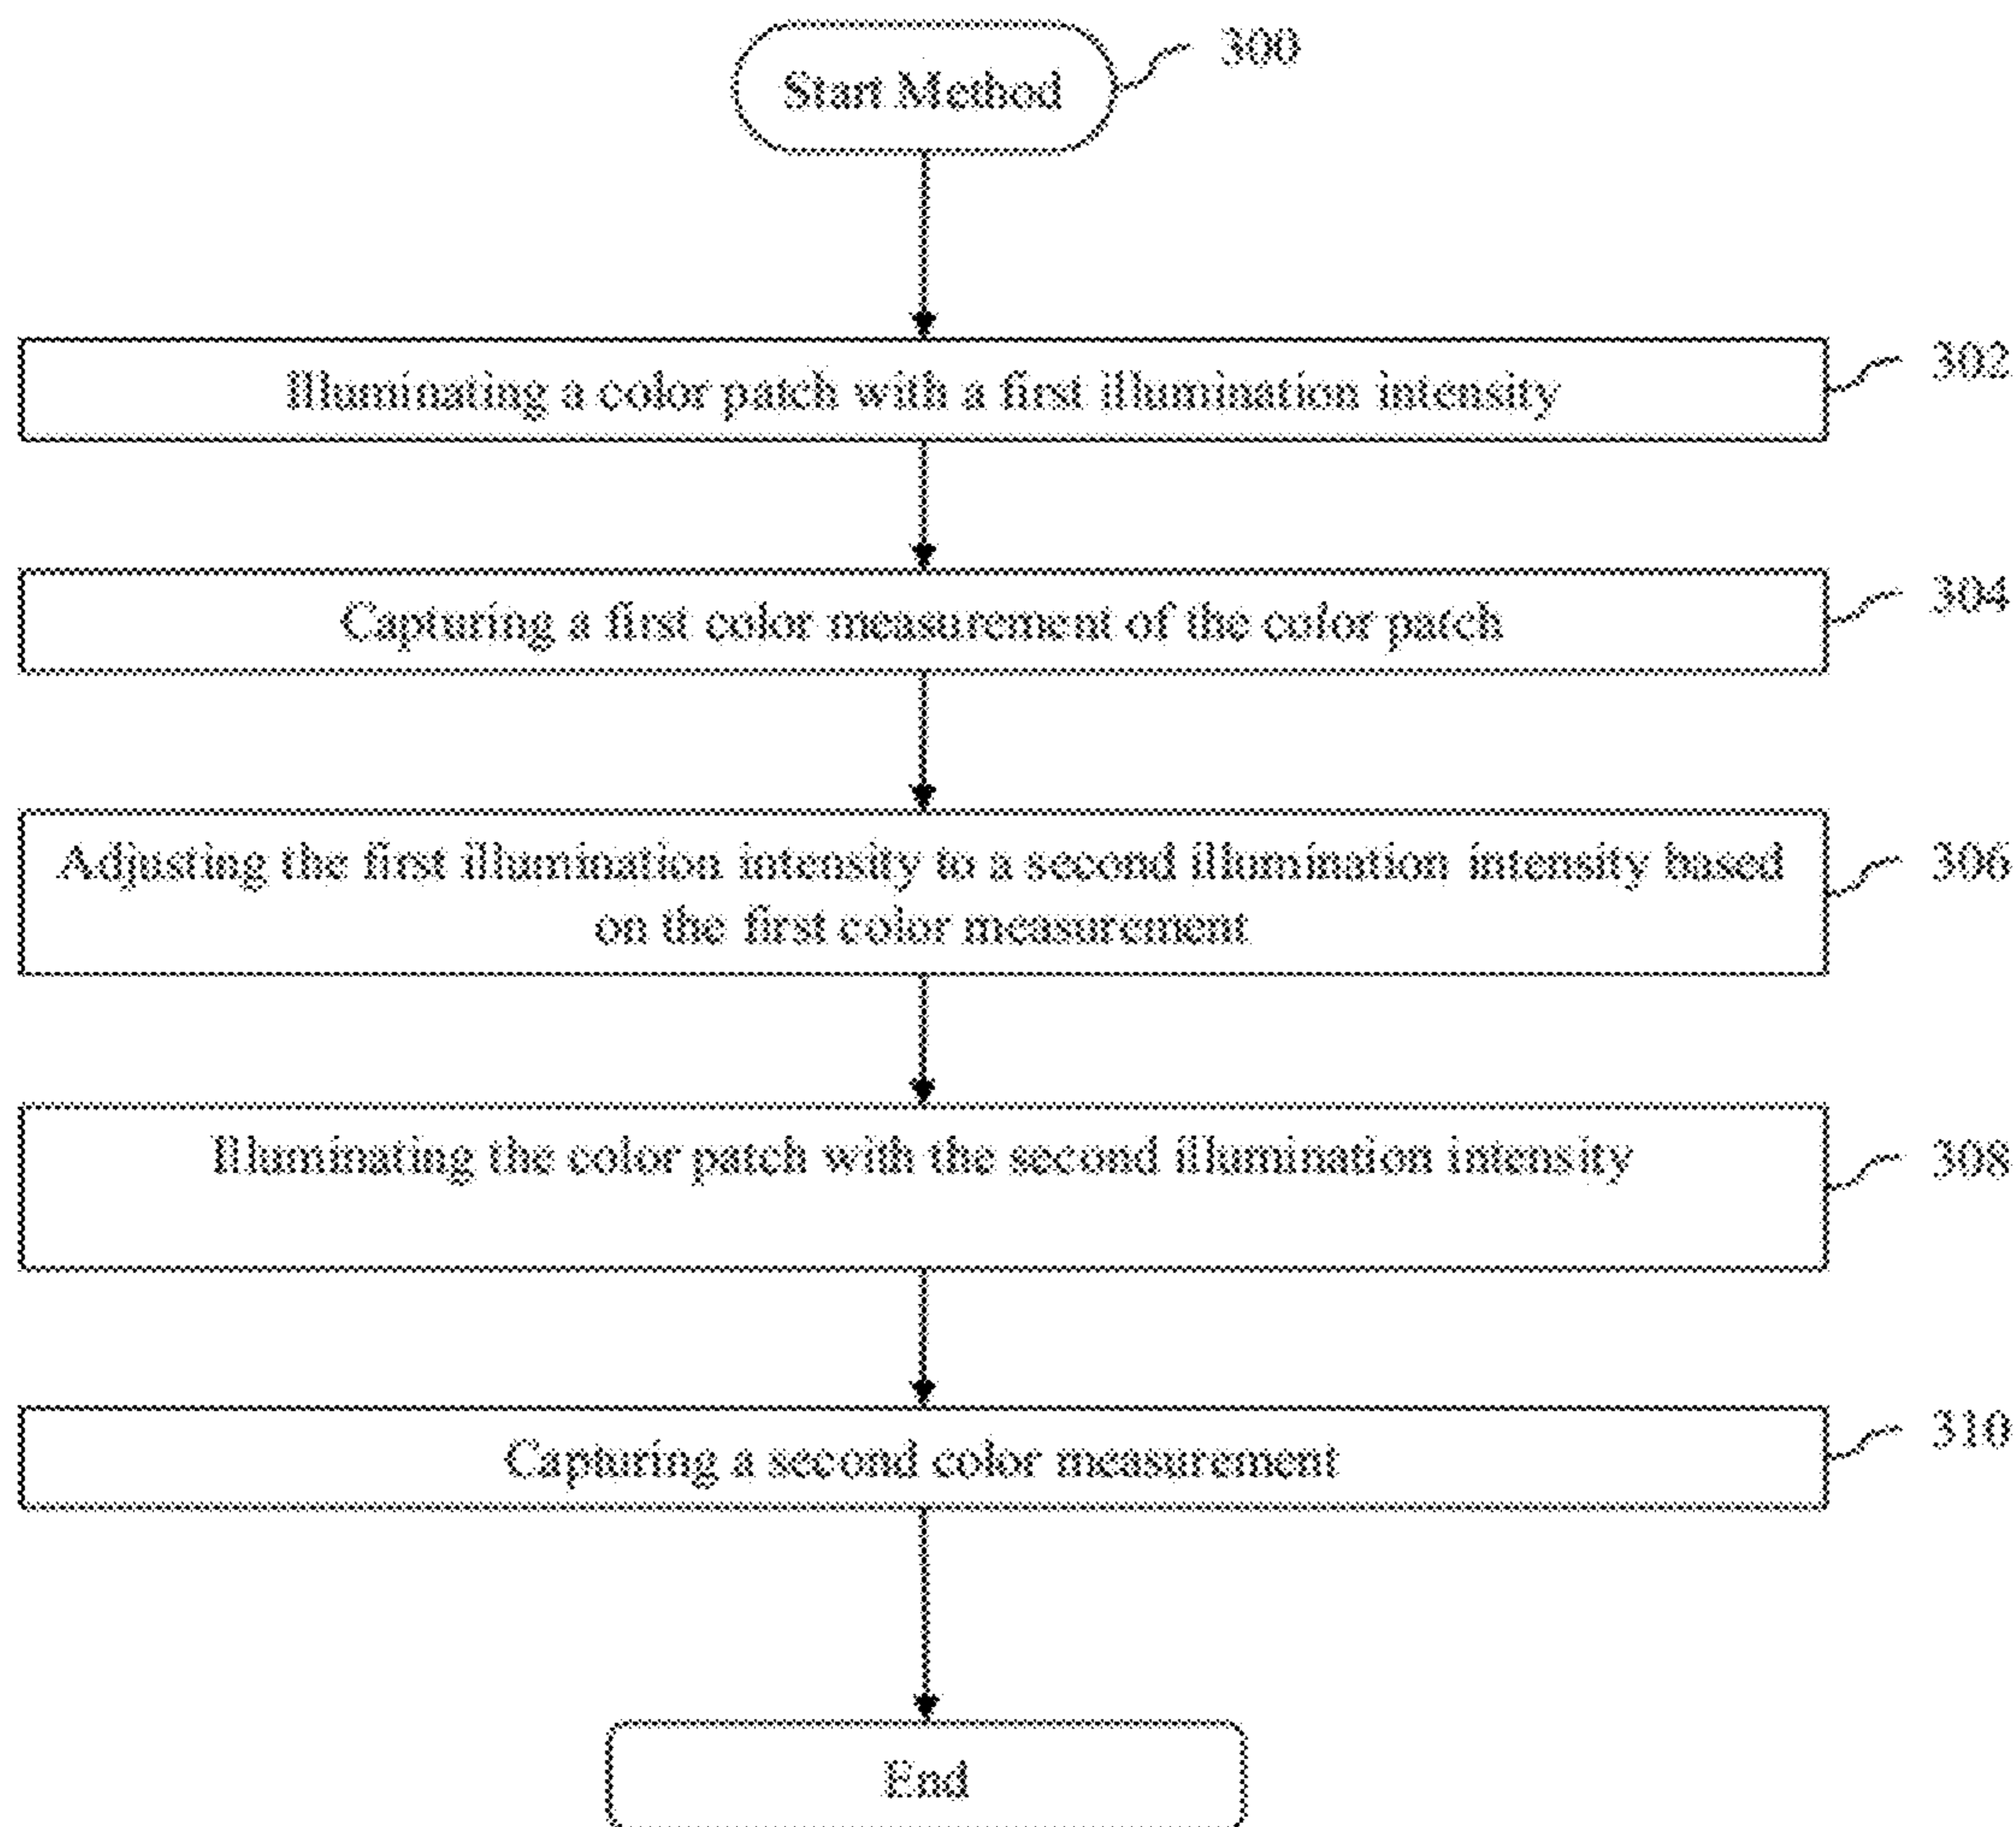 Start Method
300
Illuminating a color patch with a first illumination intensity
302
Capturing a first color measurement of the color patch
304
Adjusting the first illumination intensity to a second illumination intensity based
on the first color measurement
306
Illuminating the color patch with the second illumination intensity
308
Capturing a second color measurement
310
End